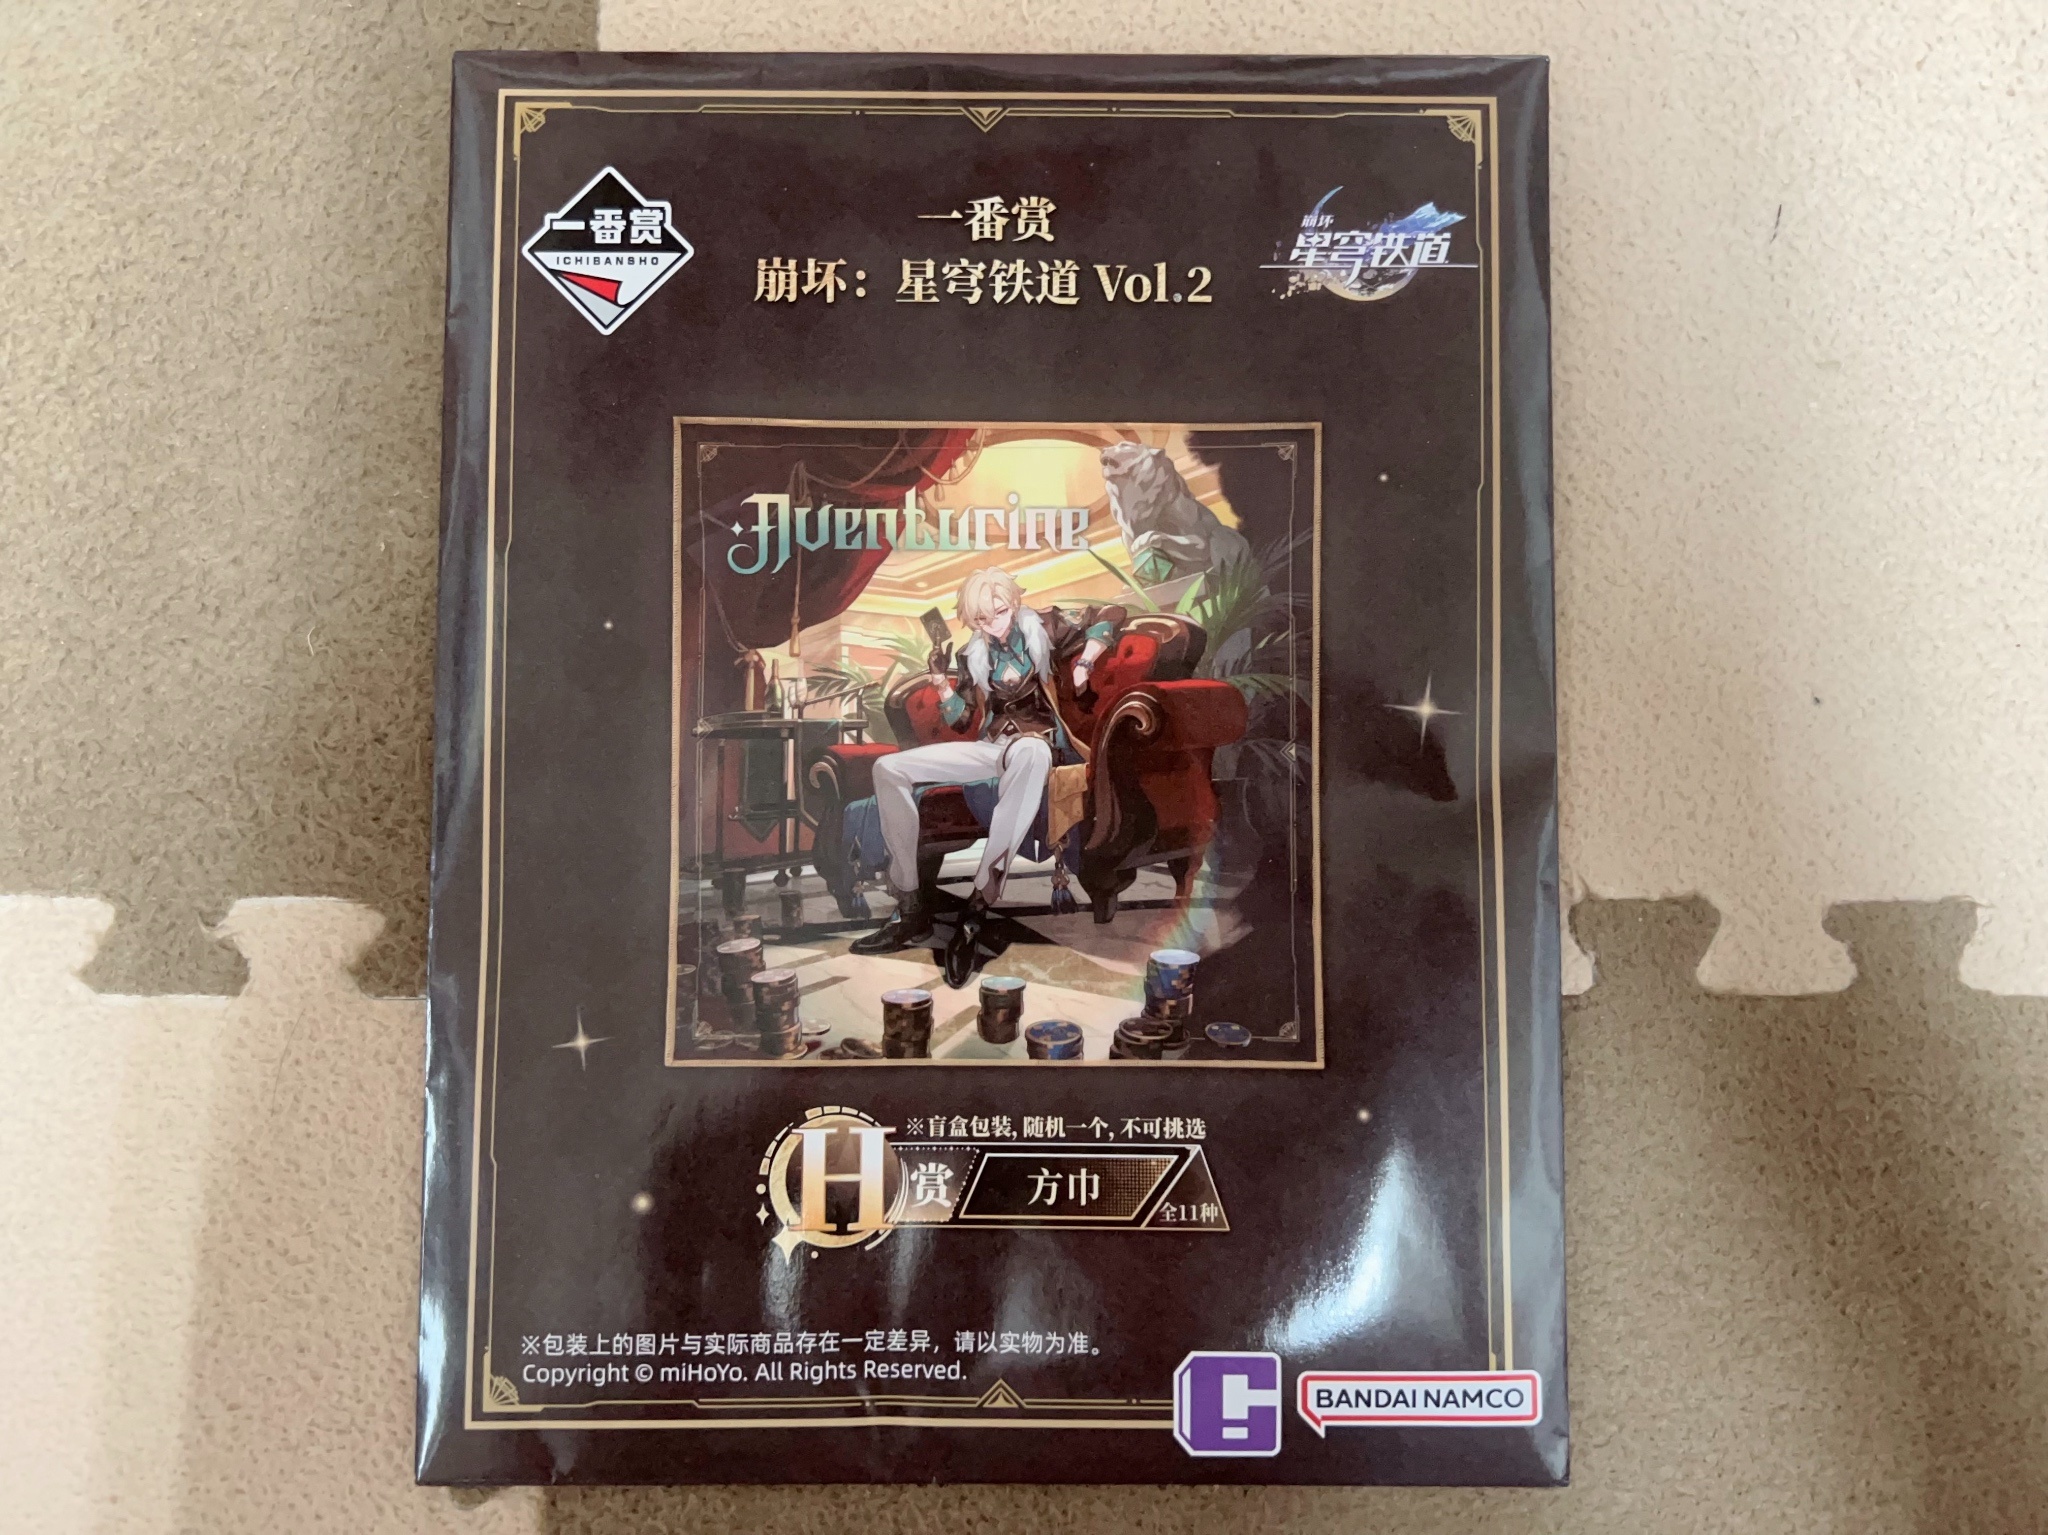 一番赏
ICHIBANSHO
一番赏
崩坏：星穹铁道 Vol.2
崩坏
星穹铁道
Aventurine
※盲盒包装, 随机一个, 不可挑选
H赏
方巾
全11种
※包装上的图片与实际商品存在一定差异，请以实物为准。
Copyright © miHoYo. All Rights Reserved.
BANDAI NAMCO